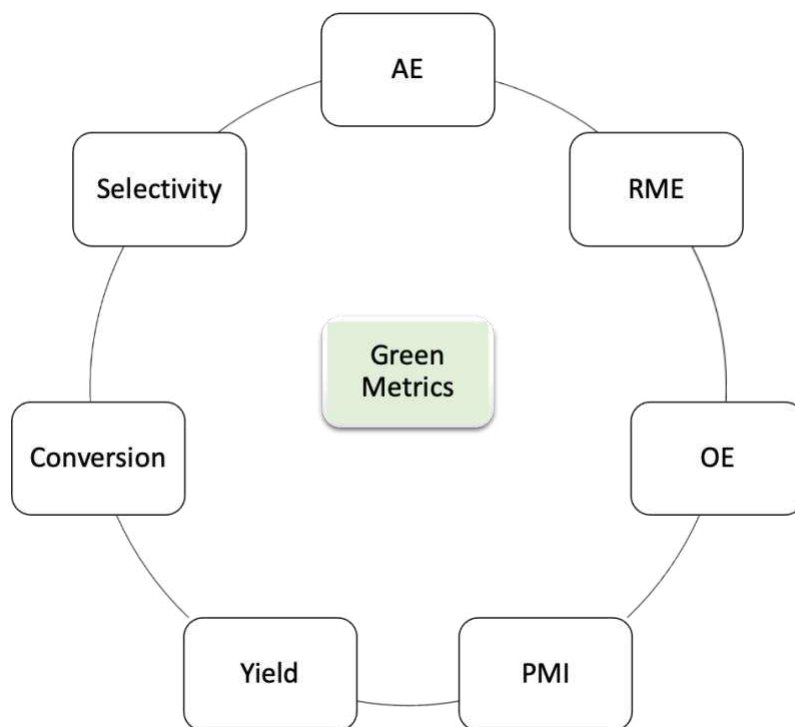 AE
Selectivity
RME
Green
Metrics
Conversion
OE
Yield
PMI